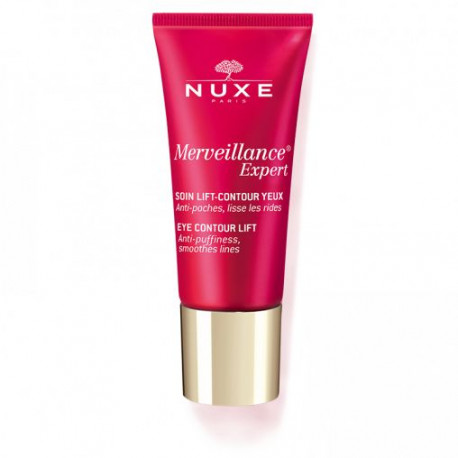 NUXE
PARIS
Merveillance®
Expert
SOIN LIFT-CONTOUR YEUX
Anti-poches, lisse les rides
EYE CONTOUR LIFT
Anti-puffiness,
smoothes lines